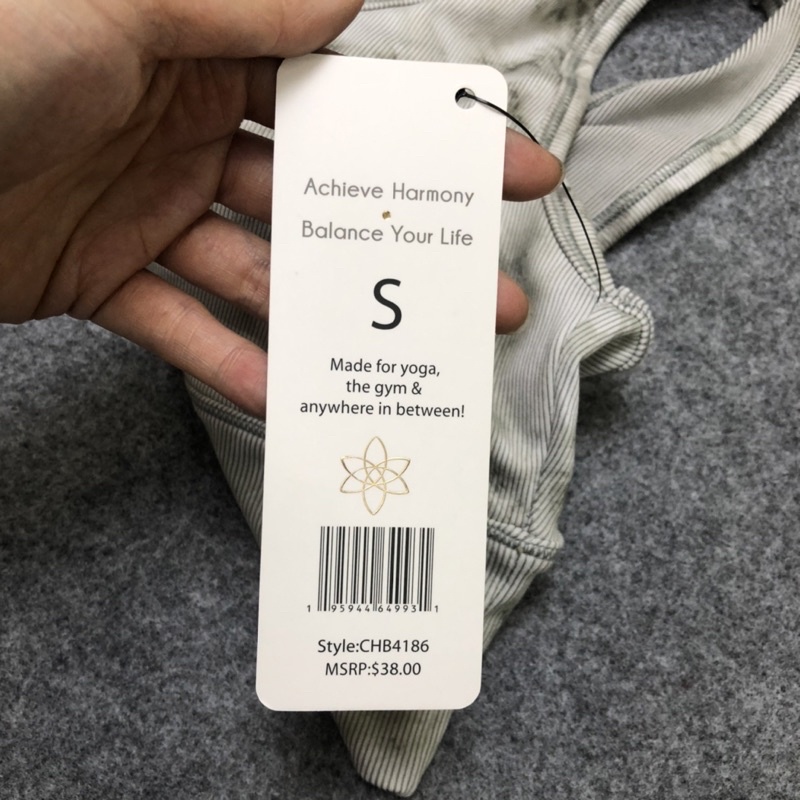 Achieve Harmony
Balance Your Life
S
Made for yoga,
the gym &
anywhere in between!
1 95944 64993 1
Style:CHB4186
MSRP:$38.00